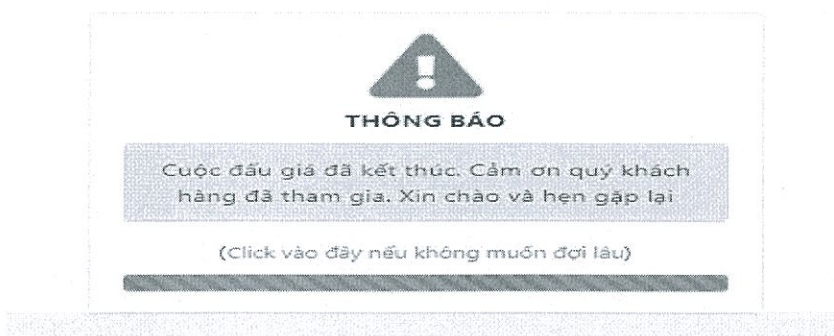 THÔNG BÁO
Cuộc đấu giá đã kết thúc. Cảm ơn quý khách
hàng đã tham gia. Xin chào và hẹn gặp lại
(Click vào đây nếu không muốn đợi lâu)